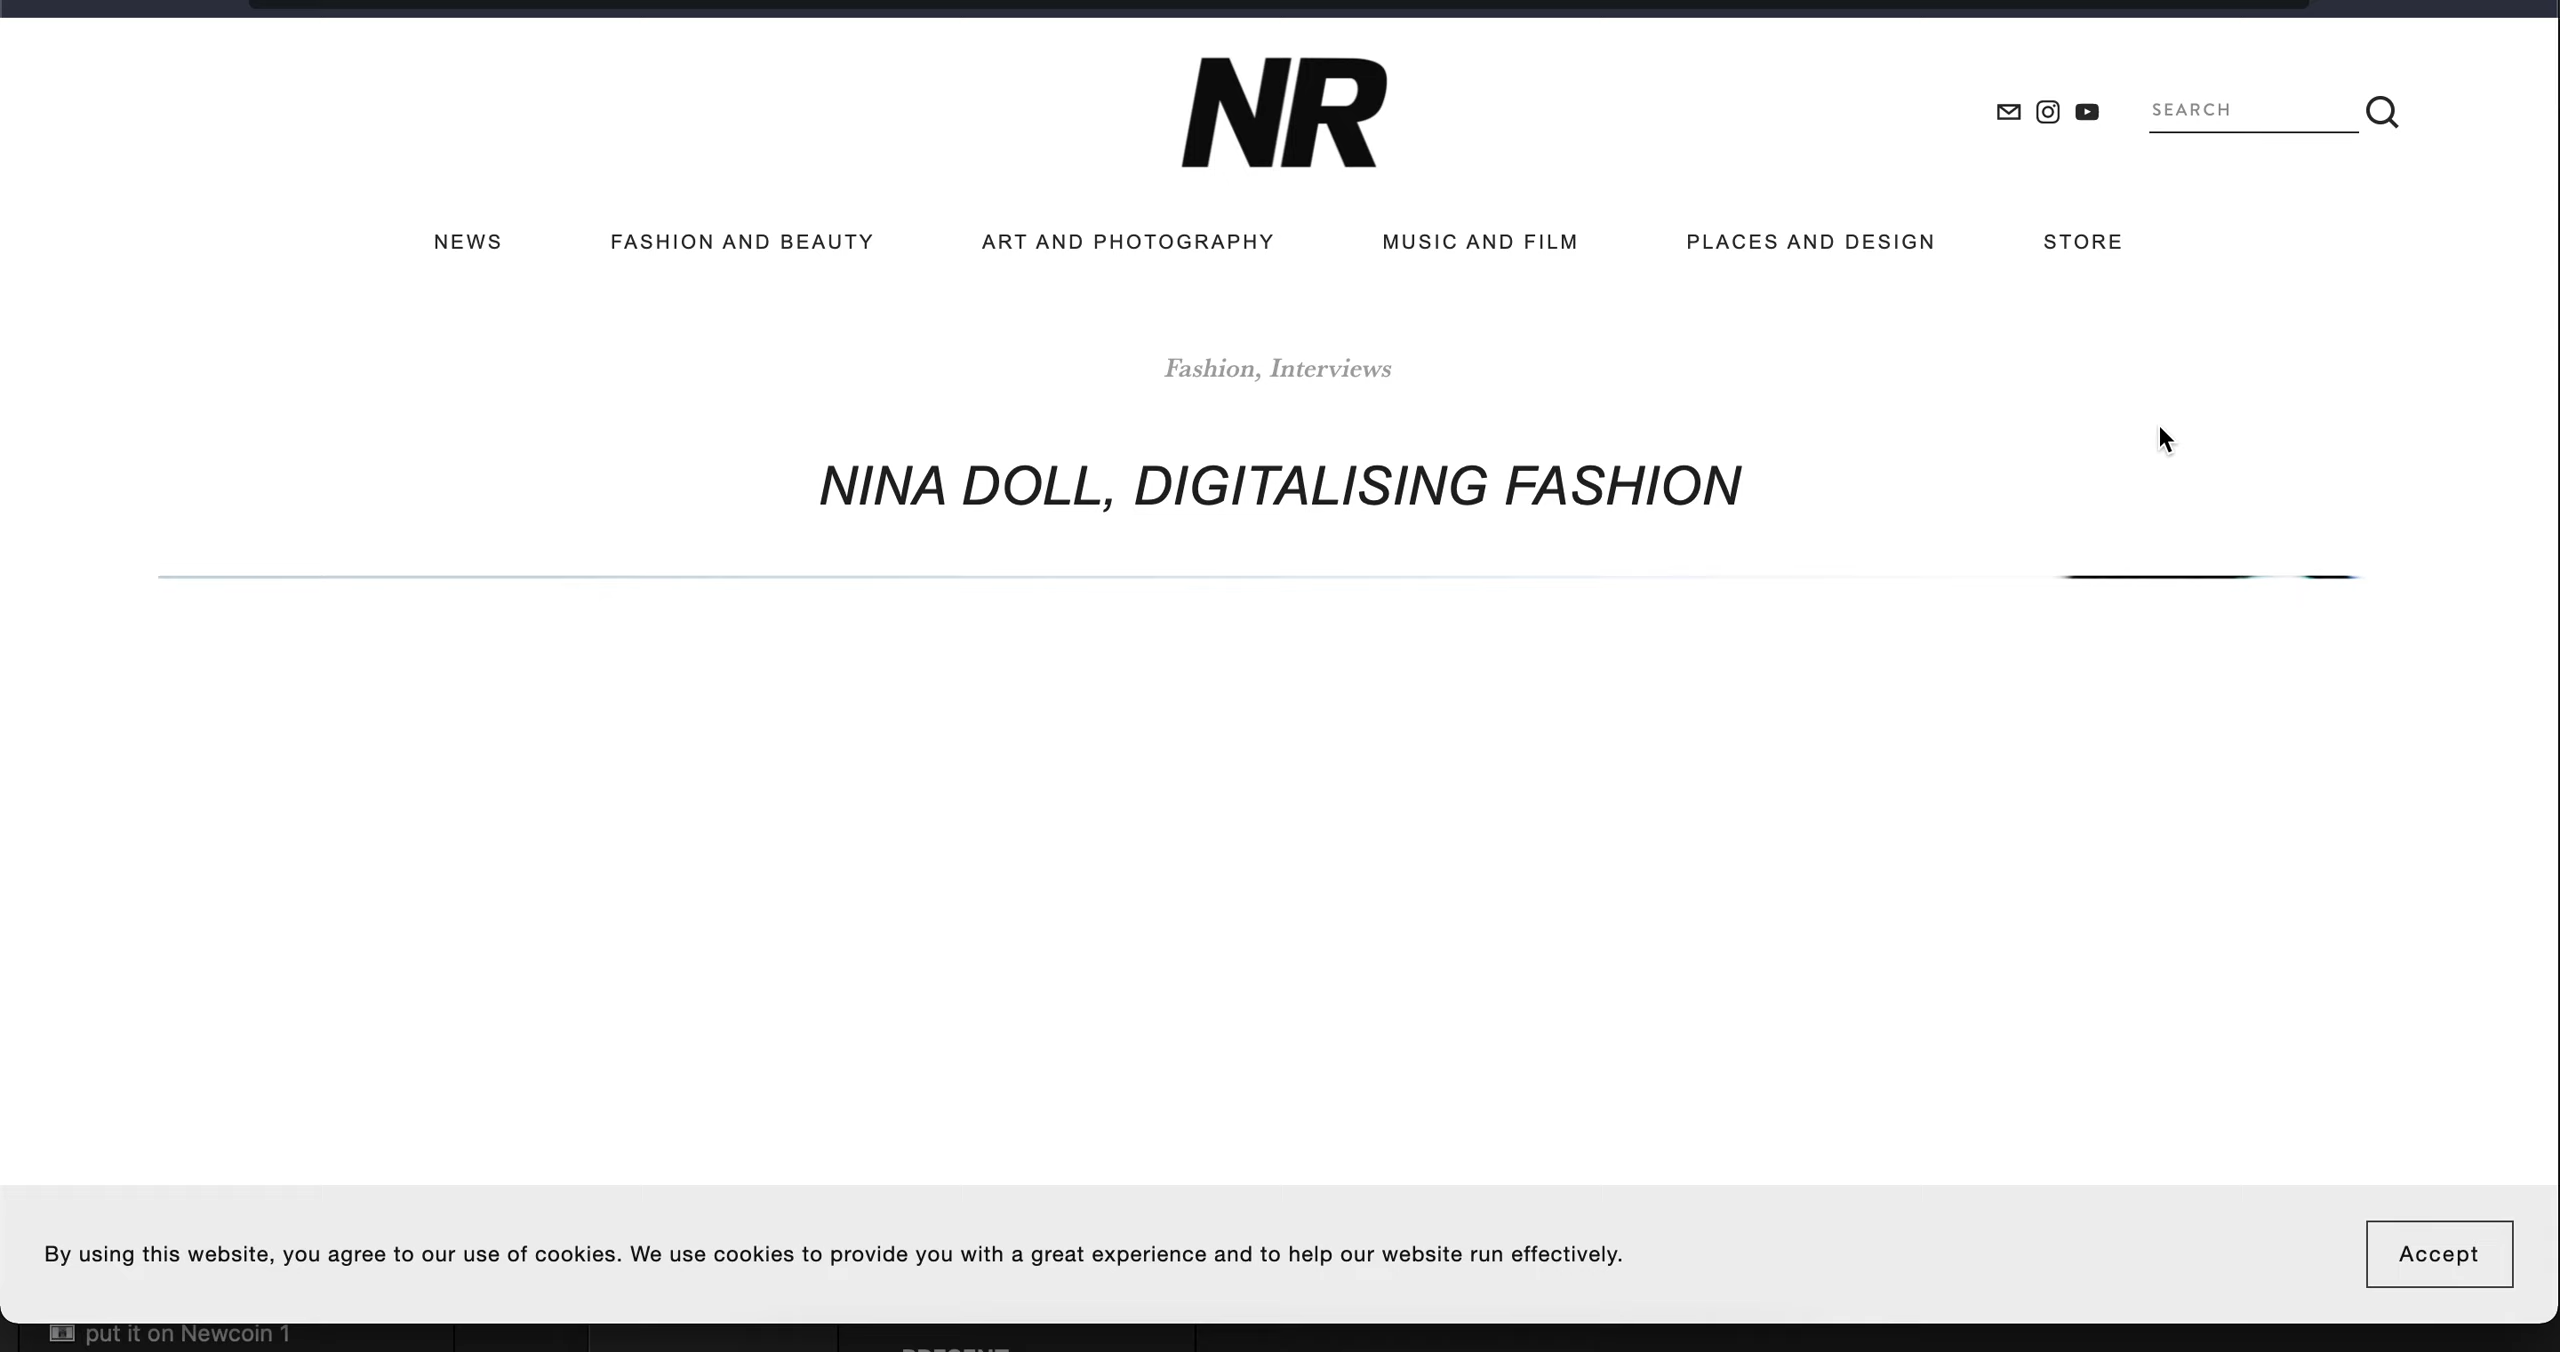 NR
SEARCH
NEWS
FASHION AND BEAUTY
ART AND PHOTOGRAPHY
MUSIC AND FILM
PLACES AND DESIGN
STORE
Fashion, Interviews
NINA DOLL, DIGITALISING FASHION
By using this website, you agree to our use of cookies. We use cookies to provide you with a great experience and to help our website run effectively.
Accept
put it on Newcoin 1